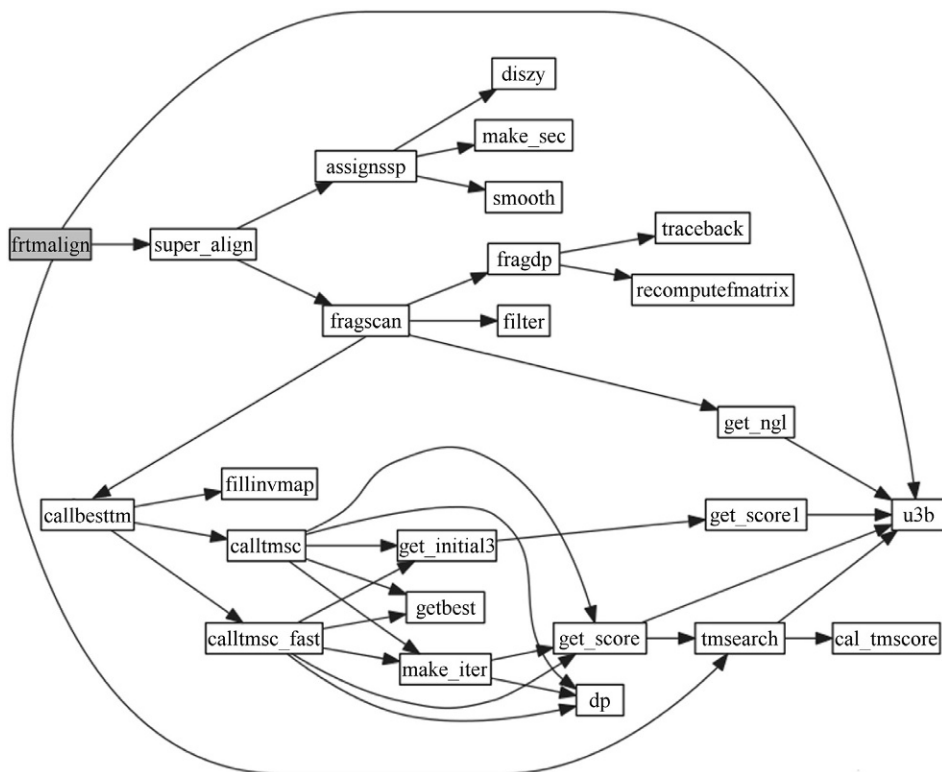 diszy
make_sec
assignssp
smooth
traceback
frtmalign
super_align
fragdp
recomputefmatrix
fragscan
filter
get_ngl
fillinvmap
callbesttm
get_score1
u3b
calltmsc
get_initial3
getbest
calltmsc_fast
get_score
tmsearch
cal_tmscore
make_iter
dp